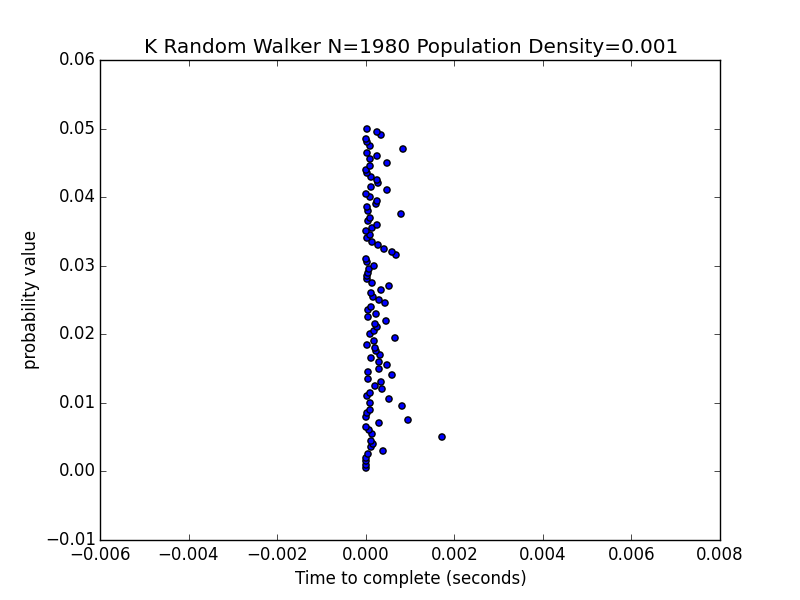 K Random Walker N=1980 Population Density=0.001
0.06
0.05
0.04
0.03
0.02
0.01
0.00
−0.01
probability value
−0.006 −0.004 −0.002 0.000 0.002 0.004 0.006 0.008
Time to complete (seconds)